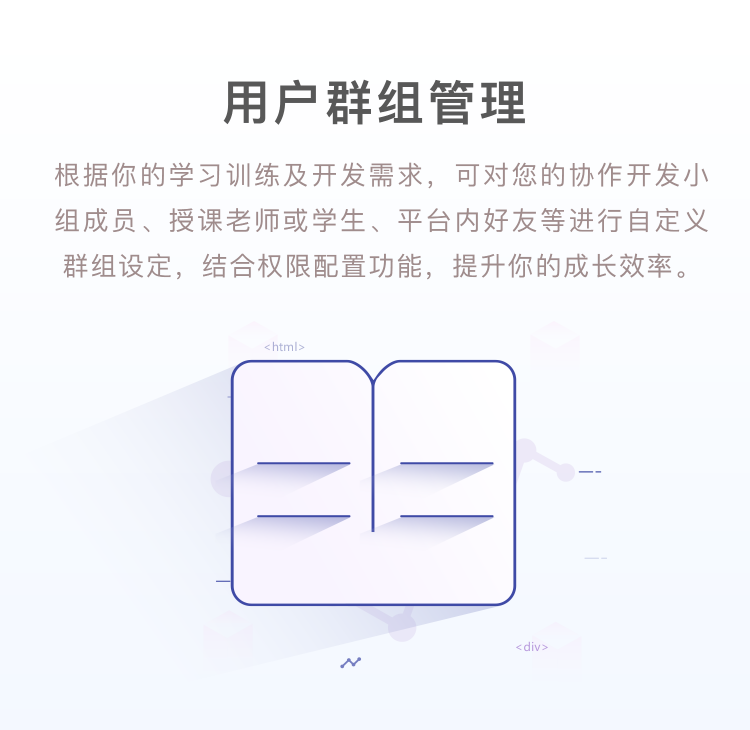 用户群组管理
根据你的学习训练及开发需求，可对您的协作开发小
组成员、授课老师或学生、平台内好友等进行自定义
群组设定，结合权限配置功能，提升你的成长效率。
<html>
<div>